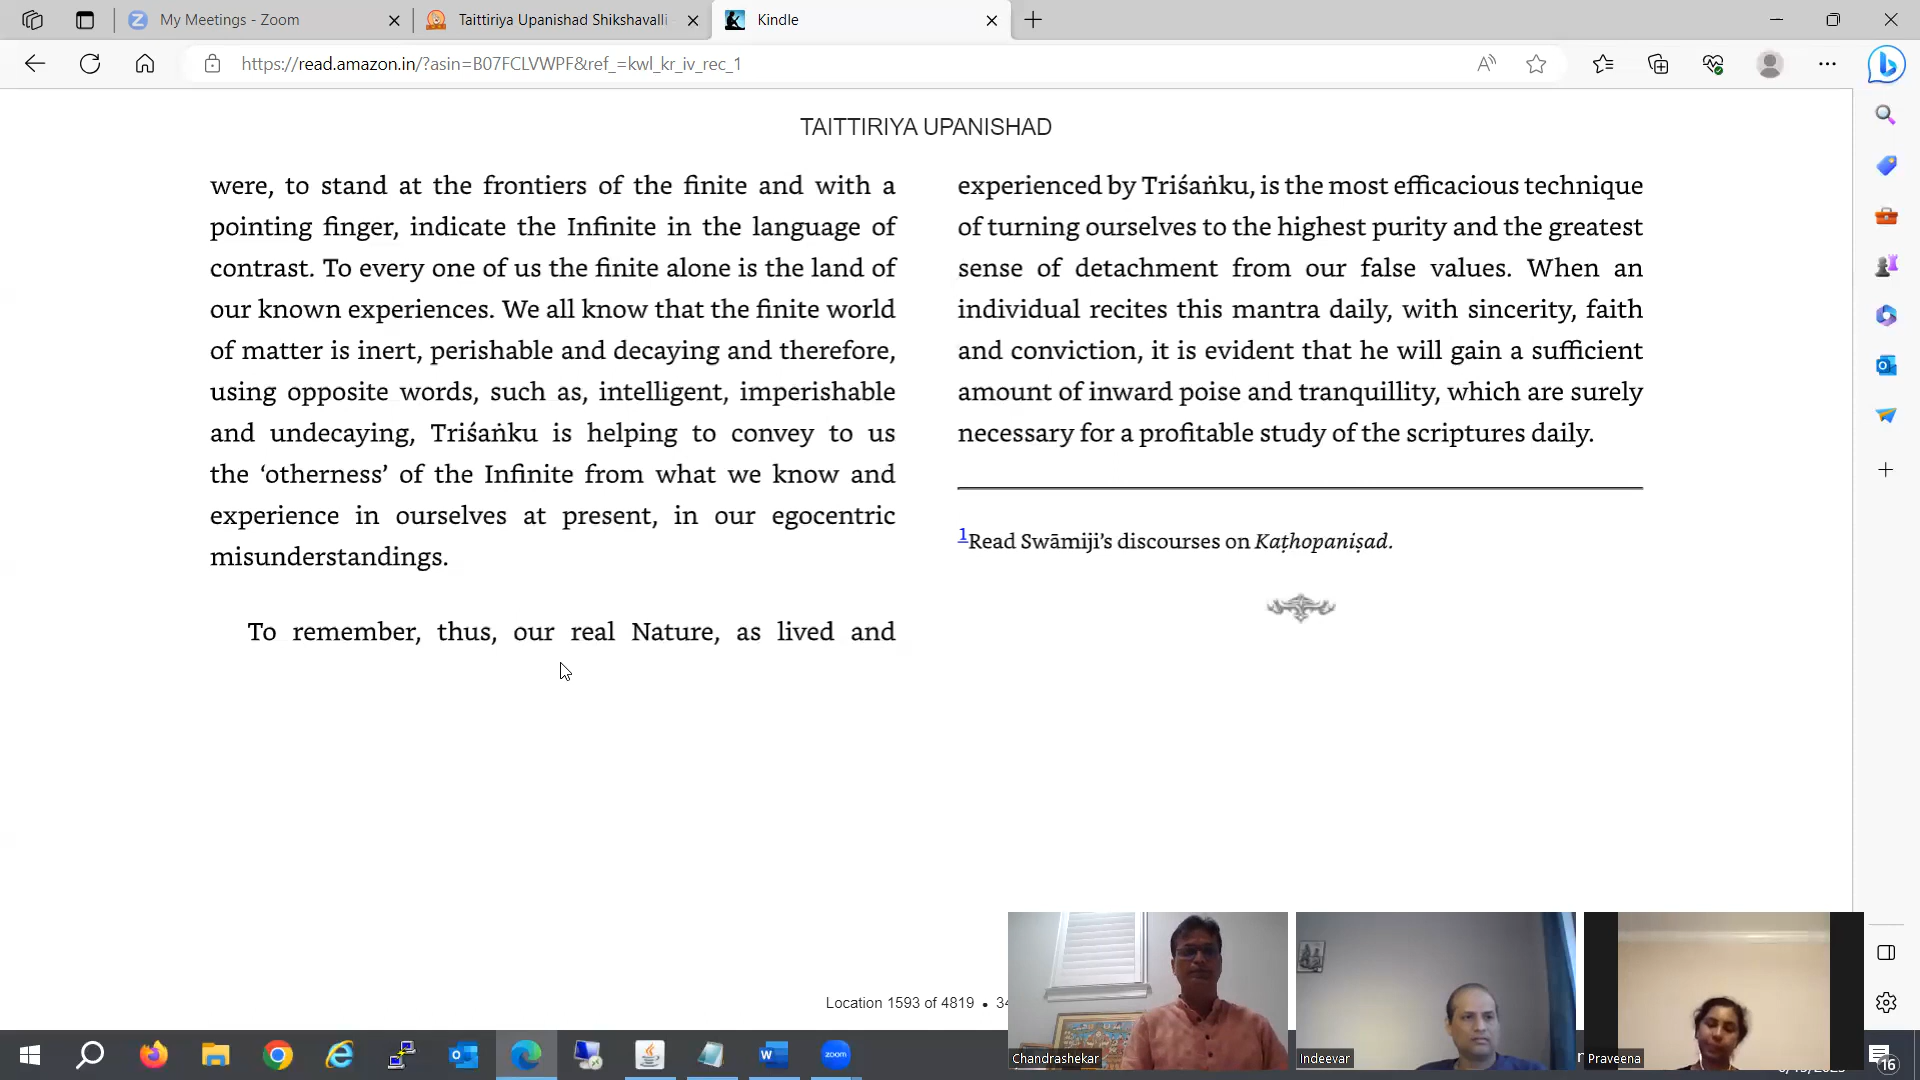 My Meetings - Zoom
Taittiriya Upanishad Shikshavalli
Kindle
https://read.amazon.in/?asin=B07FCLVWPF&ref_=kwl_kr_iv_rec_1
TAITTIRIYA UPANISHAD
were, to stand at the frontiers of the finite and with a
pointing finger, indicate the Infinite in the language of
contrast. To every one of us the finite alone is the land of
our known experiences. We all know that the finite world
of matter is inert, perishable and decaying and therefore,
using opposite words, such as, intelligent, imperishable
and undecaying, Triśaṅku is helping to convey to us
the ‘otherness’ of the Infinite from what we know and
experience in ourselves at present, in our egocentric
misunderstandings.
To remember, thus, our real Nature, as lived and
experienced by Triśaṅku, is the most efficacious technique
of turning ourselves to the highest purity and the greatest
sense of detachment from our false values. When an
individual recites this mantra daily, with sincerity, faith
and conviction, it is evident that he will gain a sufficient
amount of inward poise and tranquillity, which are surely
necessary for a profitable study of the scriptures daily.
1Read Swāmiji’s discourses on Kaṭhopaniṣad.
Location 1593 of 4819 • 34
Chandrashekar
Indeevar
Praveena
zoom
16